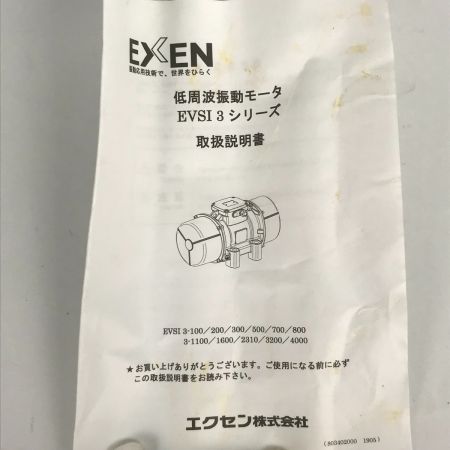 EXEN
振動応用技術で、世界をひらく
低周波振動モータ
EVSI 3 シリーズ
取扱説明書
EVSI 3-100／200／300／500／700／800
3-1100／1600／2310／3200／4000
★お買い上げありがとうございます。ご使用になる前に必ず
この取扱説明書をお読み下さい。
エクセン株式会社
(803402000 1905)